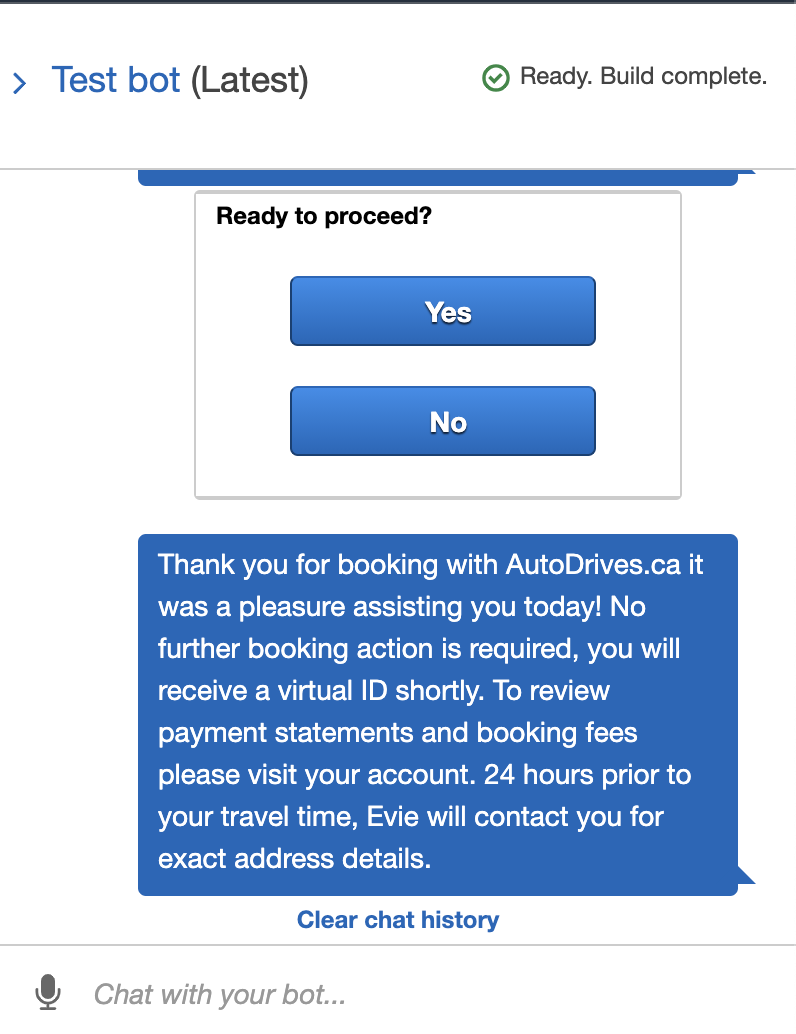 Test bot (Latest)
Ready. Build complete.
Ready to proceed?
Yes
No
Thank you for booking with AutoDrives.ca it
was a pleasure assisting you today! No
further booking action is required, you will
receive a virtual ID shortly. To review
payment statements and booking fees
please visit your account. 24 hours prior to
your travel time, Evie will contact you for
exact address details.
Clear chat history
Chat with your bot...